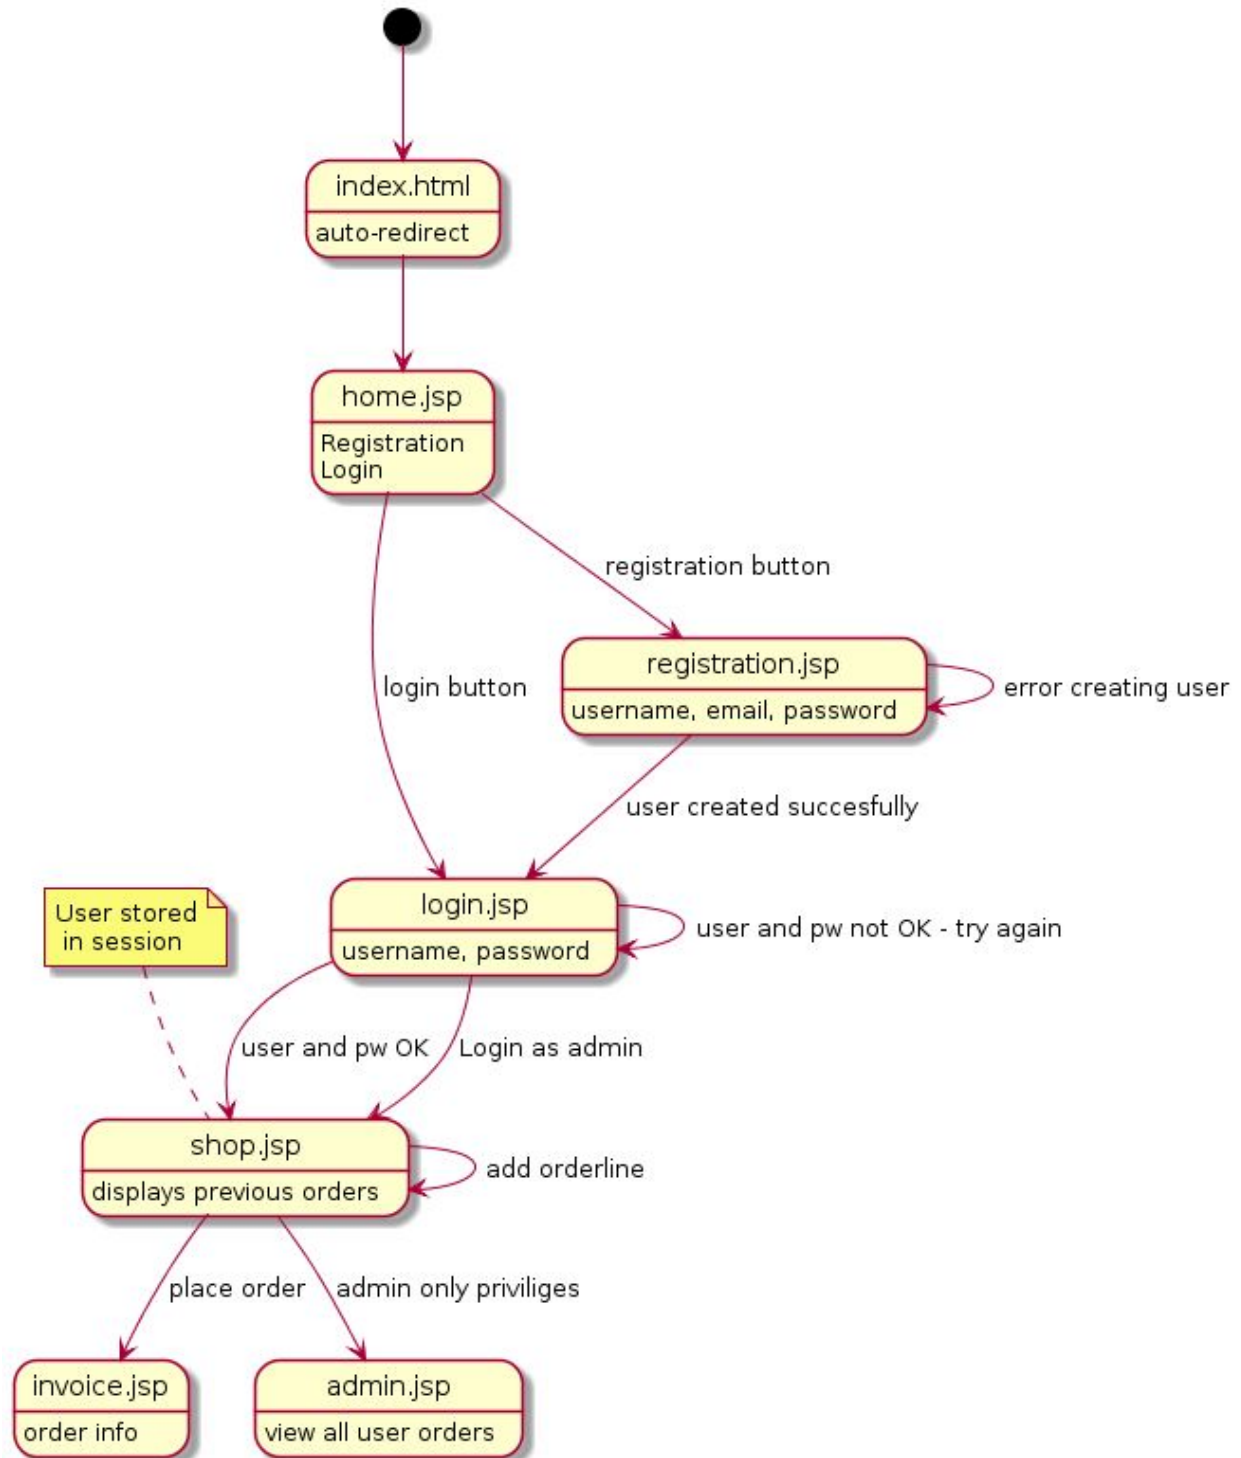 index.html
auto-redirect
home.jsp
Registration
Login
registration button
registration.jsp
username, email, password
error creating user
login button
user created succesfully
User stored
in session
login.jsp
username, password
user and pw not OK - try again
user and pw OK
Login as admin
shop.jsp
displays previous orders
add orderline
place order
admin only priviliges
invoice.jsp
order info
admin.jsp
view all user orders